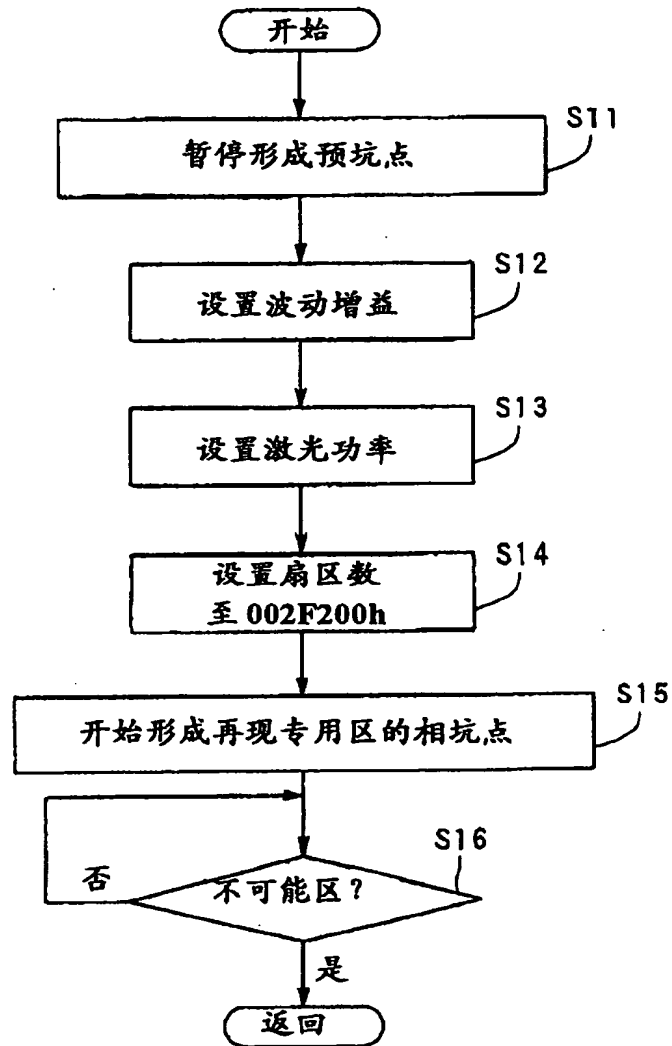 开始
S11
暂停形成预坑点
S12
设置波动增益
S13
设置激光功率
S14
设置扇区数
至 002F200h
S15
开始形成再现专用区的相坑点
S16
不可能区？
否
是
返回